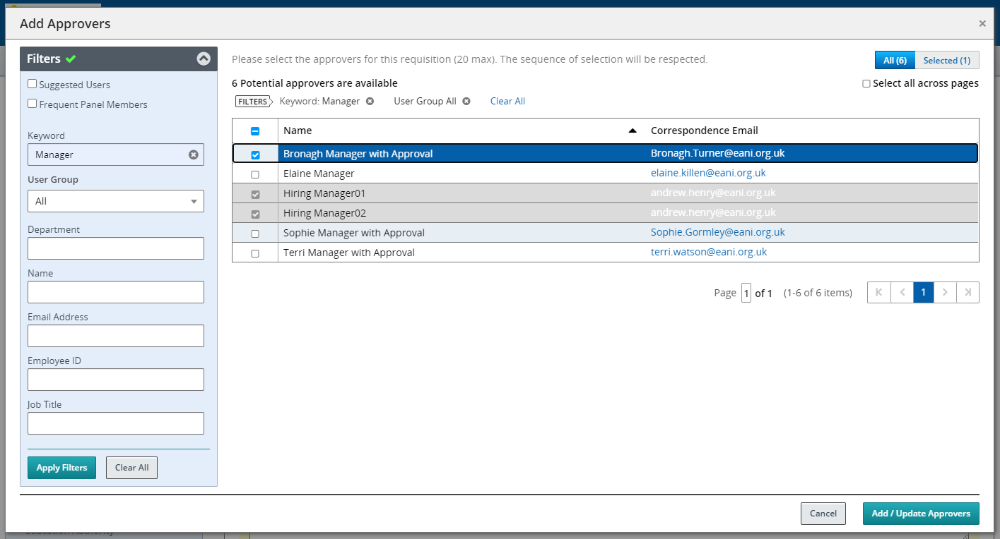 Add Approvers
×
Filters
Suggested Users
Frequent Panel Members
Keyword
Manager
User Group
All
Department
Name
Email Address
Employee ID
Job Title
Apply Filters
Clear All
Please select the approvers for this requisition (20 max). The sequence of selection will be respected.
All (6)
Selected (1)
6 Potential approvers are available
Select all across pages
FILTERS
Keyword: Manager
User Group All
Clear All
Name
Correspondence Email
Bronagh Manager with Approval
Bronagh.Turner@eani.org.uk
Elaine Manager
elaine.killen@eani.org.uk
Hiring Manager01
andrew.henry@eani.org.uk
Hiring Manager02
andrew.henry@eani.org.uk
Sophie Manager with Approval
Sophie.Gormley@eani.org.uk
Terri Manager with Approval
terri.watson@eani.org.uk
Page 1 of 1 (1-6 of 6 items)
1
Cancel
Add / Update Approvers
Education Authority